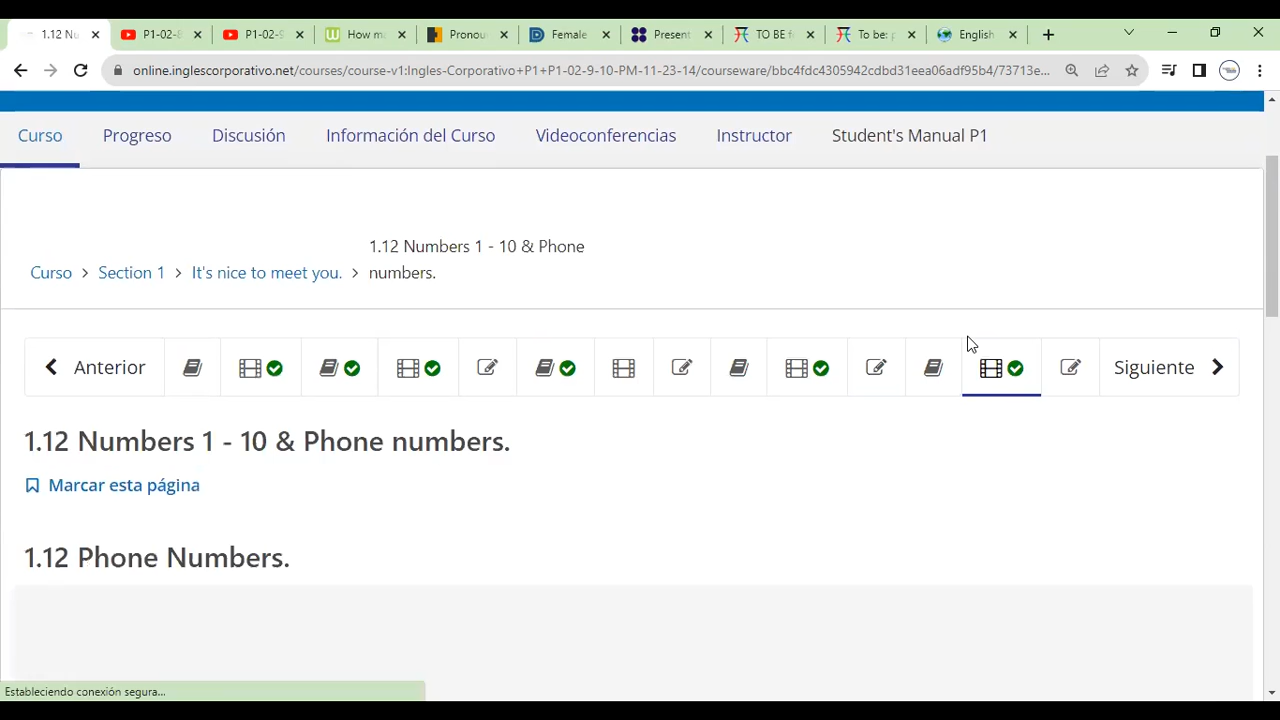 1.12 Nu
P1-02-8
P1-02-9
How m
Pronou
Female
Present
TO BE f
To be: p
English
online.inglescorporativo.net/courses/course-v1:Ingles-Corporativo+P1+P1-02-9-10-PM-11-23-14/courseware/bbc4fdc4305942cdbd31eea06adf95b4/73713e...
Curso
Progreso
Discusión
Información del Curso
Videoconferencias
Instructor
Student's Manual P1
Curso > Section 1 > It's nice to meet you. > 1.12 Numbers 1 - 10 & Phone
numbers.
Anterior
Siguiente
1.12 Numbers 1 - 10 & Phone numbers.
Marcar esta página
1.12 Phone Numbers.
Estableciendo conexión segura...